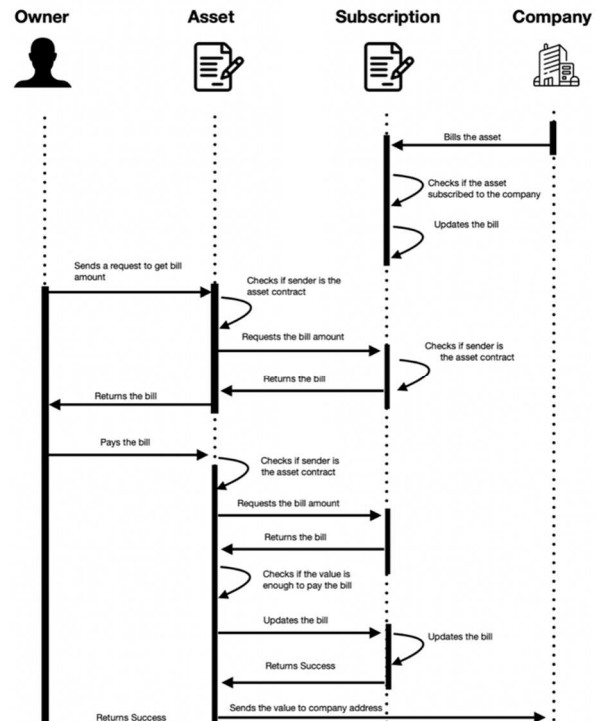 Owner
Asset
Subscription
Company
Bills the asset
Checks if the asset
subscribed to the company
Updates the bill
Sends a request to get bill
amount
Checks if sender is the
asset contract
Requests the bill amount
Checks if sender is
the asset contract
Returns the bill
Returns the bill
Pays the bill
Checks if sender is
the asset contract
Requests the bill amount
Returns the bill
Checks if the value is
enough to pay the bill
Updates the bill
Updates the bill
Returns Success
Sends the value to company address
Returns Success